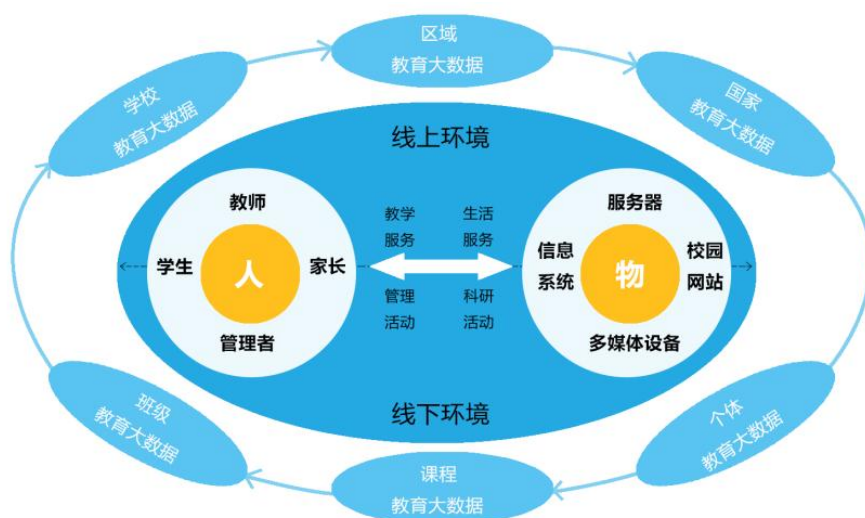 区域
教育大数据
学校
教育大数据
国家
教育大数据
线上环境
教师
学生
人
家长
管理者
教学
服务
生活
服务
管理
活动
科研
活动
服务器
信息
系统
物
校园
网站
多媒体设备
线下环境
班级
教育大数据
个体
教育大数据
课程
教育大数据